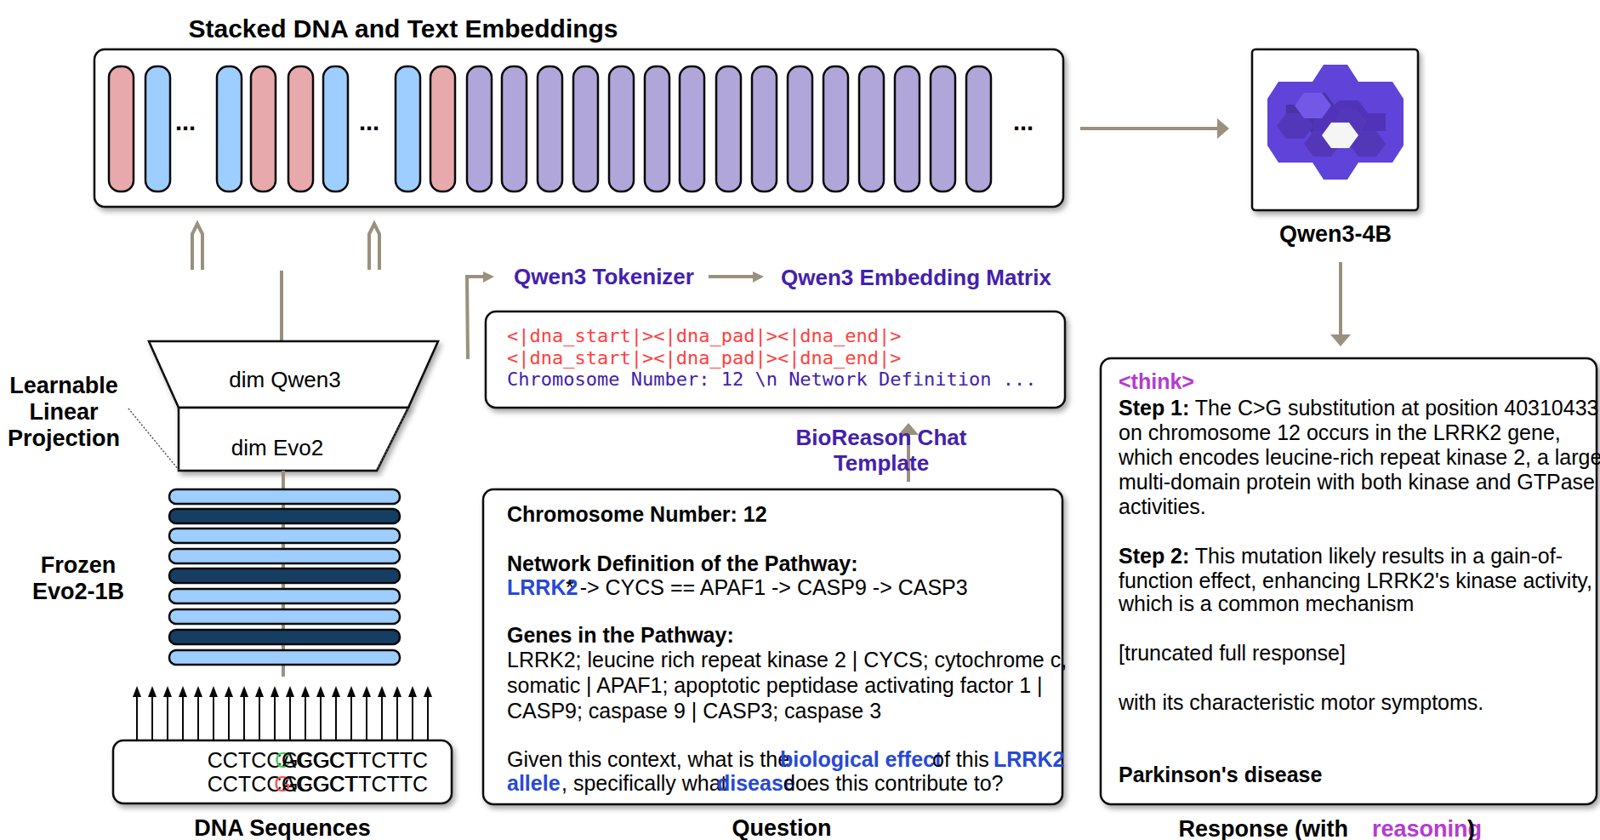 Stacked DNA and Text Embeddings
... ... ...
Qwen3-4B
Qwen3 Tokenizer
Qwen3 Embedding Matrix
<|dna_start|><|dna_pad|><|dna_end|>
<|dna_start|><|dna_pad|><|dna_end|>
Chromosome Number: 12 \n Network Definition ...
BioReason Chat
Template
dim Qwen3
dim Evo2
Learnable
Linear
Projection
Frozen
Evo2-1B
DNA Sequences
Chromosome Number: 12
Network Definition of the Pathway:
LRRK2* -> CYCS == APAF1 -> CASP9 -> CASP3
Genes in the Pathway:
LRRK2; leucine rich repeat kinase 2 | CYCS; cytochrome c,
somatic | APAF1; apoptotic peptidase activating factor 1 |
CASP9; caspase 9 | CASP3; caspase 3
Given this context, what is the biological effect of this LRRK2
allele, specifically what disease does this contribute to?
Question
<think>
Step 1: The C>G substitution at position 40310433
on chromosome 12 occurs in the LRRK2 gene,
which encodes leucine-rich repeat kinase 2, a large
multi-domain protein with both kinase and GTPase
activities.
Step 2: This mutation likely results in a gain-of-
function effect, enhancing LRRK2's kinase activity,
which is a common mechanism
[truncated full response]
with its characteristic motor symptoms.
Parkinson's disease
Response (with reasoning)